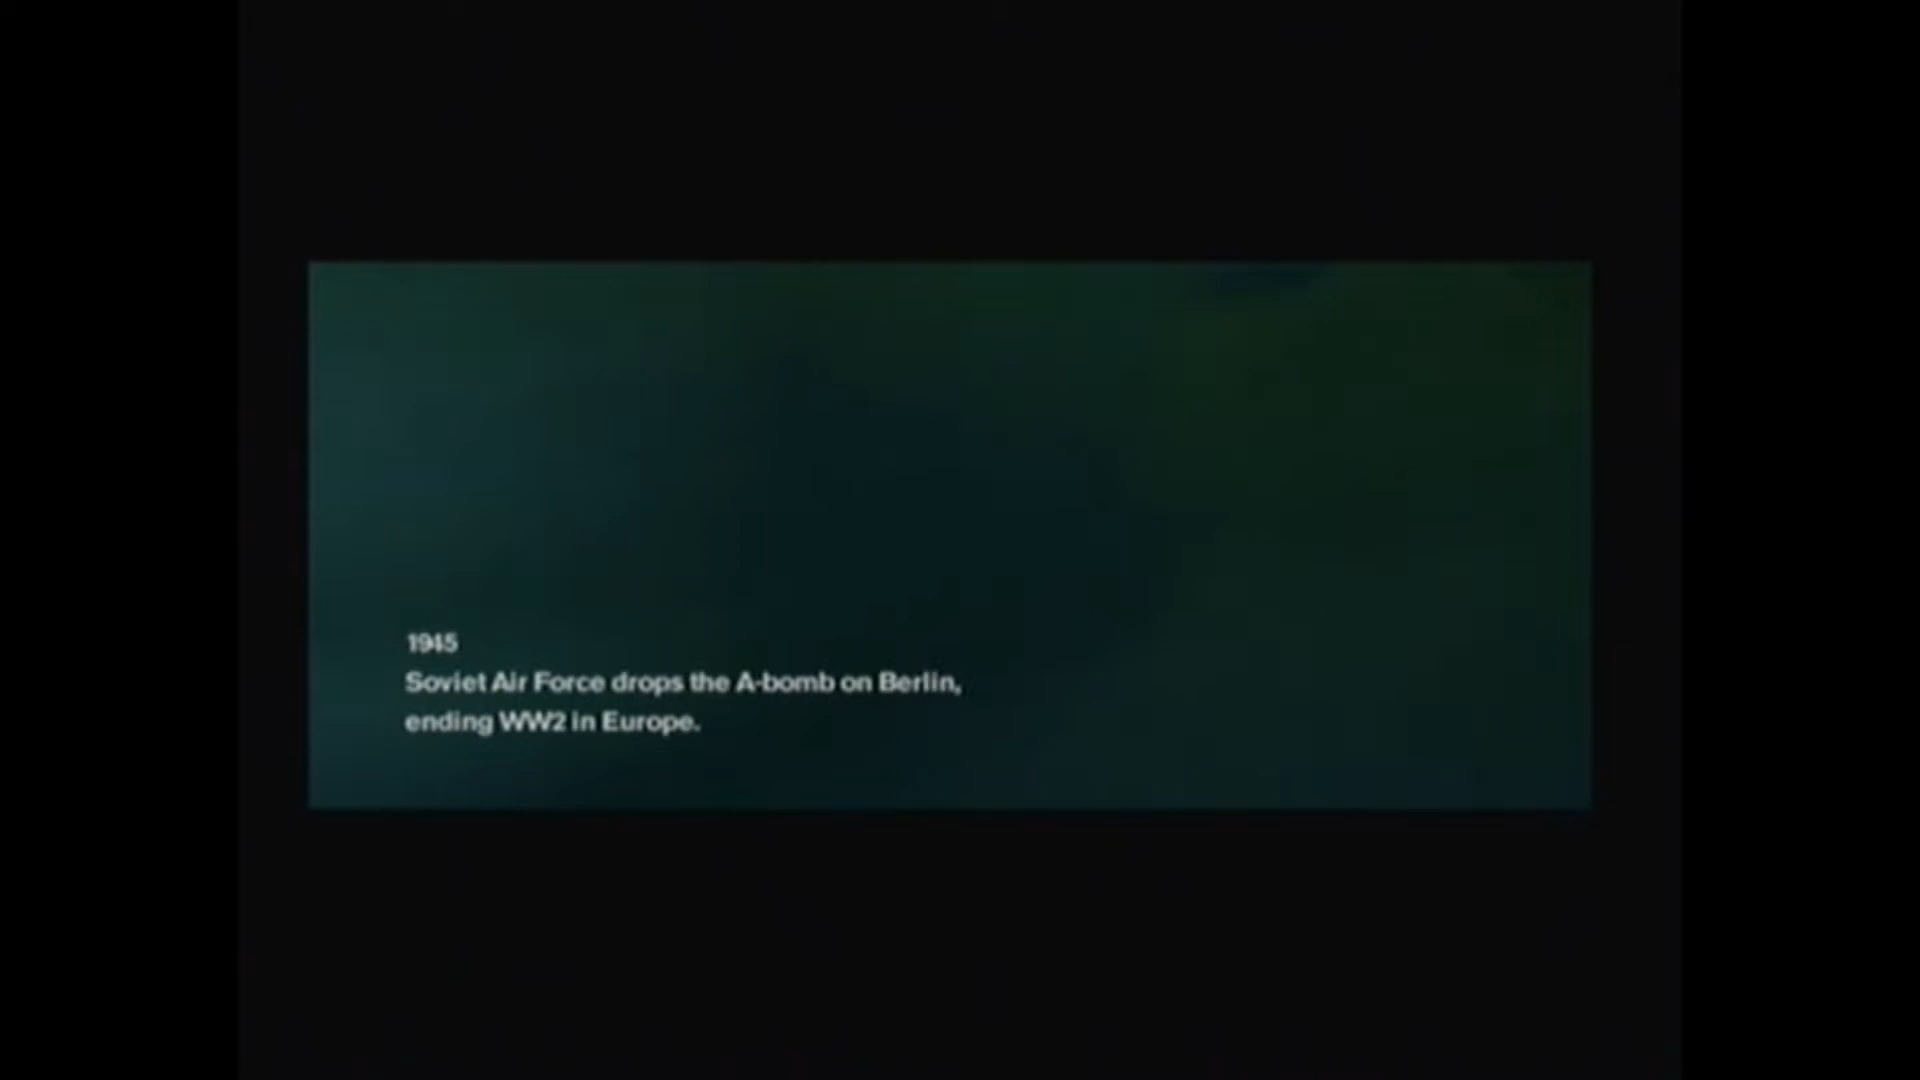 1945
Soviet Air Force drops the A-bomb on Berlin,
ending WW2 in Europe.